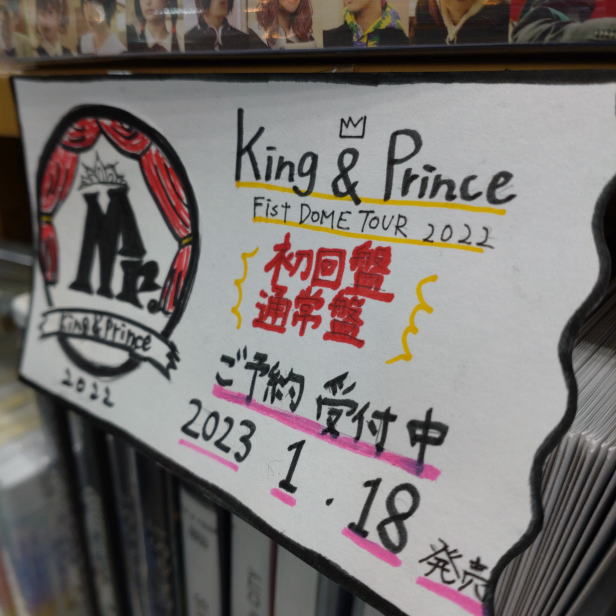 Mr.
King & Prince
2022
King & Prince
Fist DOME TOUR 2022
初回盤
通常盤
ご予約 受付中
2023 1.18 発売